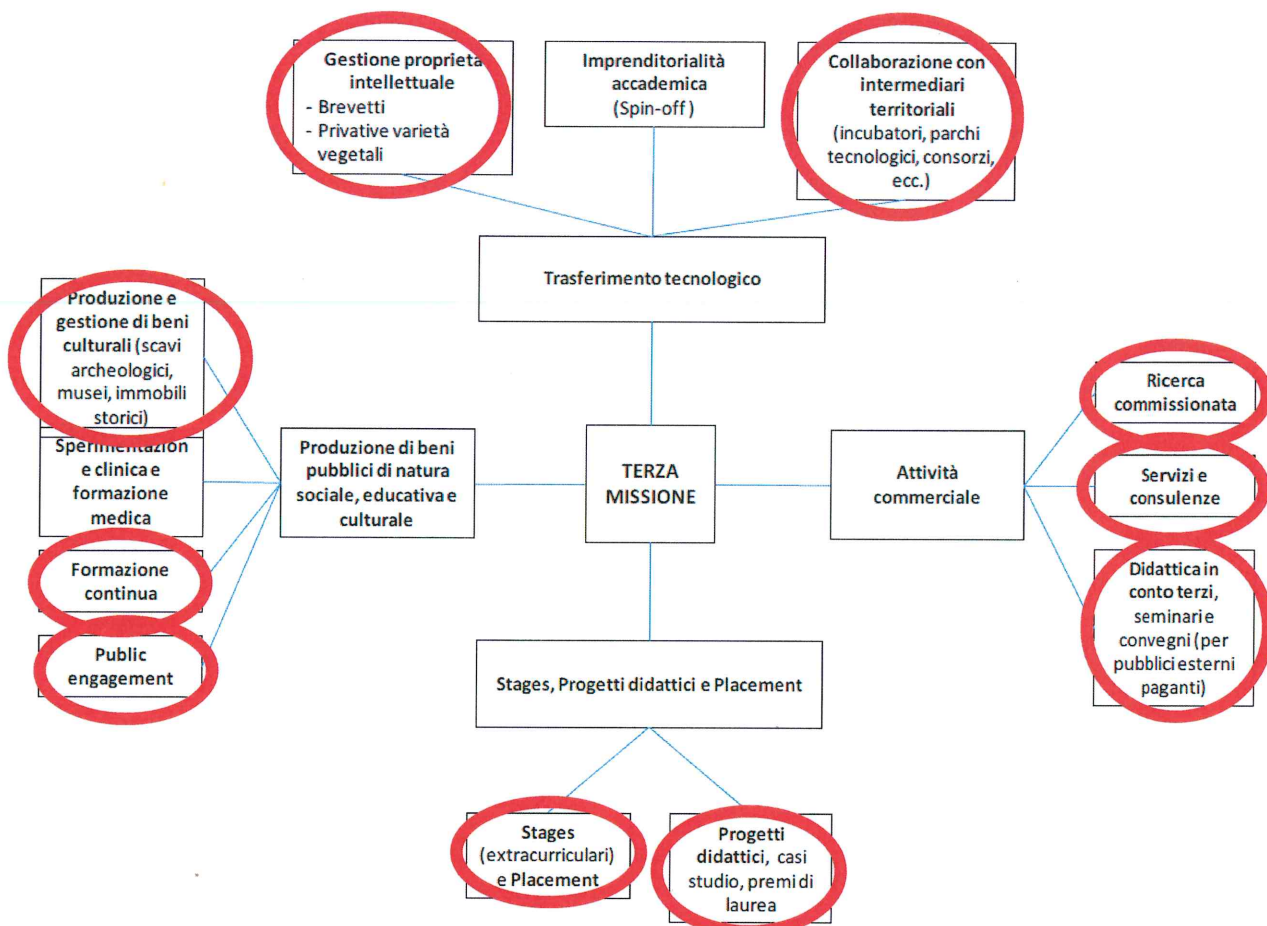 Gestione proprietà
intellettuale
- Brevetti
- Privative varietà
vegetali
Imprenditorialità
accademica
(Spin-off)
Collaborazione con
intermediari
territoriali
(incubatori, parchi
tecnologici, consorzi,
ecc.)
Trasferimento tecnologico
Produzione e
gestione di beni
culturali (scavi
archeologici,
musei, immobili
storici)
Sperimentazion
e clinica e
formazione
medica
Formazione
continua
Public
engagement
Produzione di beni
pubblici di natura
sociale, educativa e
culturale
TERZA
MISSIONE
Attività
commerciale
Ricerca
commissionata
Servizi e
consulenze
Didattica in
conto terzi,
seminari e
convegni (per
pubblici esterni
paganti)
Stages, Progetti didattici e Placement
Stages
(extracurriculari)
e Placement
Progetti
didattici, casi
studio, premi di
laurea